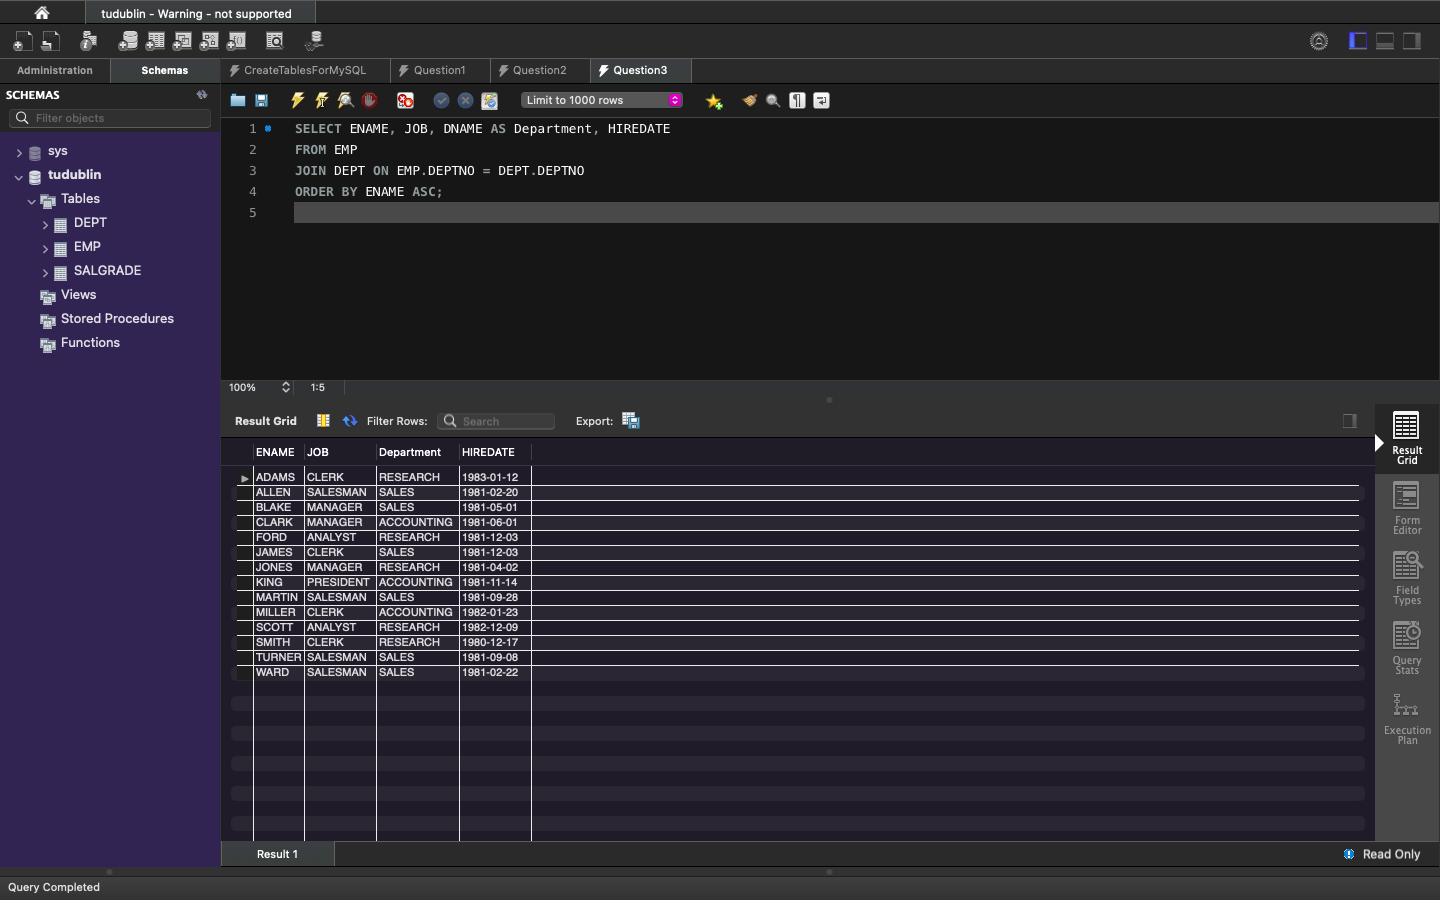 tudublin - Warning - not supported
Administration
Schemas
CreateTablesForMySQL
Question1
Question2
Question3
SCHEMAS
Filter objects
Limit to 1000 rows
sys
tudublin
Tables
DEPT
EMP
SALGRADE
Views
Stored Procedures
Functions
1 SELECT ENAME, JOB, DNAME AS Department, HIREDATE
2 FROM EMP
3 JOIN DEPT ON EMP.DEPTNO = DEPT.DEPTNO
4 ORDER BY ENAME ASC;
5
100% 1:5
Result Grid Filter Rows: Search Export:
ENAME JOB Department HIREDATE
ADAMS CLERK RESEARCH 1983-01-12
ALLEN SALESMAN SALES 1981-02-20
BLAKE MANAGER SALES 1981-05-01
CLARK MANAGER ACCOUNTING 1981-06-01
FORD ANALYST RESEARCH 1981-12-03
JAMES CLERK SALES 1981-12-03
JONES MANAGER RESEARCH 1981-04-02
KING PRESIDENT ACCOUNTING 1981-11-14
MARTIN SALESMAN SALES 1981-09-28
MILLER CLERK ACCOUNTING 1982-01-23
SCOTT ANALYST RESEARCH 1982-12-09
SMITH CLERK RESEARCH 1980-12-17
TURNER SALESMAN SALES 1981-09-08
WARD SALESMAN SALES 1981-02-22
Result
Grid
Form
Editor
Field
Types
Query
Stats
Execution
Plan
Result 1
Read Only
Query Completed